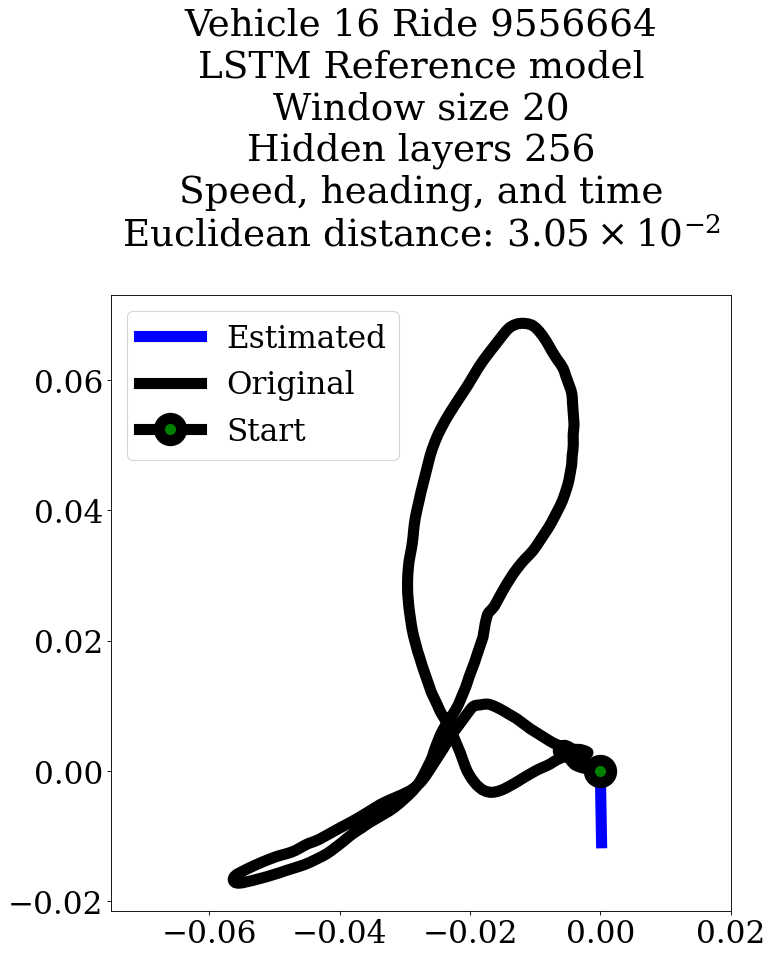 Vehicle 16 Ride 9556664
LSTM Reference model
Window size 20
Hidden layers 256
Speed, heading, and time
Euclidean distance: 3.05 × 10⁻²
Estimated
Original
Start
0.06
0.04
0.02
0.00
−0.02
−0.06 −0.04 −0.02 0.00 0.02